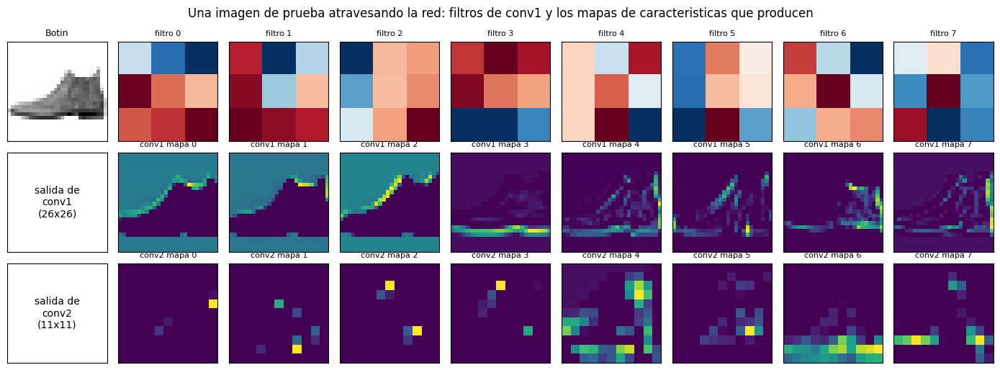 Una imagen de prueba atravesando la red: filtros de conv1 y los mapas de caracteristicas que producen
Botin
filtro 0
filtro 1
filtro 2
filtro 3
filtro 4
filtro 5
filtro 6
filtro 7
salida de
conv1
(26x26)
conv1 mapa 0
conv1 mapa 1
conv1 mapa 2
conv1 mapa 3
conv1 mapa 4
conv1 mapa 5
conv1 mapa 6
conv1 mapa 7
salida de
conv2
(11x11)
conv2 mapa 0
conv2 mapa 1
conv2 mapa 2
conv2 mapa 3
conv2 mapa 4
conv2 mapa 5
conv2 mapa 6
conv2 mapa 7